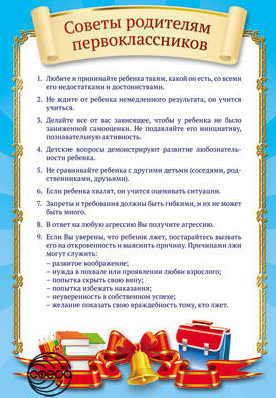 Советы родителям
первоклассников
1. Любите и принимайте ребенка таким, какой он есть, со всеми
его недостатками и достоинствами.
2. Не ждите от ребенка немедленного результата, он учится
учиться.
3. Делайте все от вас зависящее, чтобы у ребенка не было
заниженной самооценки. Не подавляйте его инициативу,
познавательную активность.
4. Детские вопросы демонстрируют развитие любознатель-
ности ребенка.
5. Не сравнивайте ребенка с другими детьми (соседями, род-
ственниками, друзьями).
6. Если ребенка хвалят, он учится оценивать ситуации.
7. Запреты и требования должны быть гибкими, и их не может
быть много.
8. В ответ на любую агрессию Вы получите агрессию.
9. Если Вы уверены, что ребенок лжет, постарайтесь вызвать
его на откровенность и выяснить причину. Причинами лжи
могут служить:
– развитое воображение;
– нужда в похвале или проявлении любви взрослого;
– попытка скрыть свою вину;
– попытка избежать наказания;
– неуверенность в собственном успехе;
– желание показать свою враждебность тому, кто лжет.
сфера